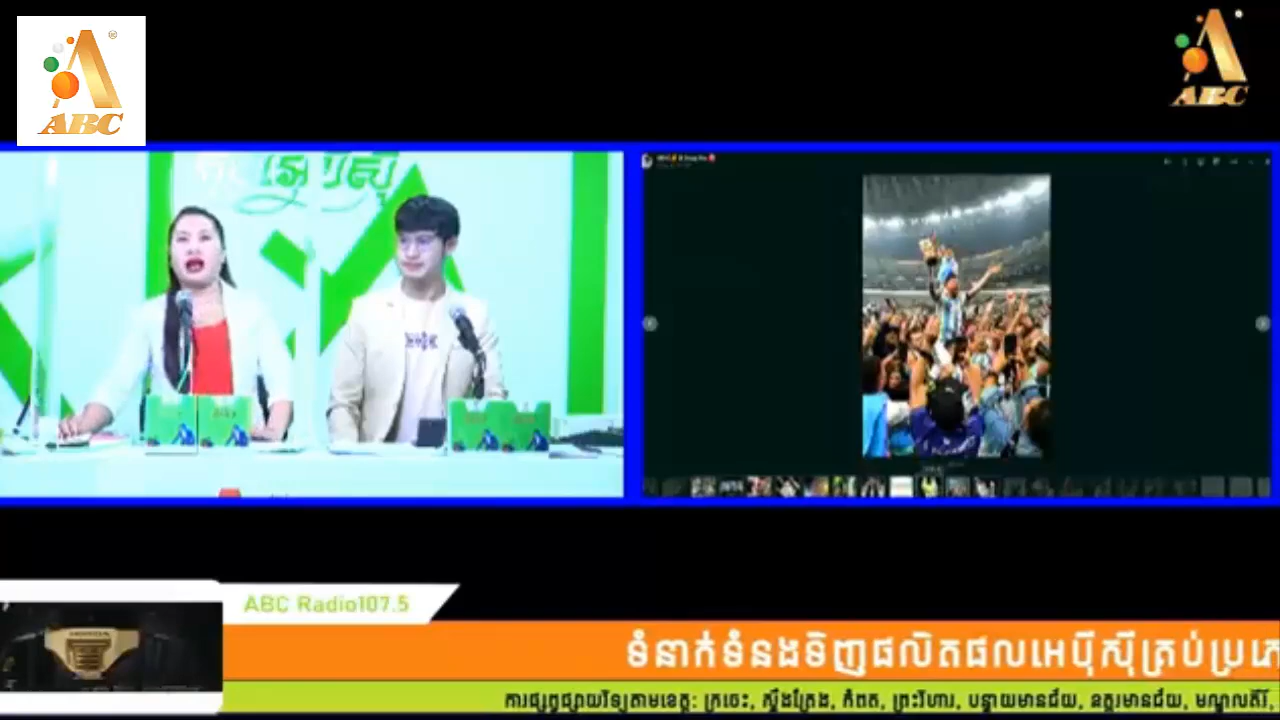 ABC
ABC
ABC Radio107.5
HONDA
ទំនាក់ទំនងទិញផលិតផលអេប៊ីស៊ីគ្រប់ប្រភេ
ការផ្សព្វផ្សាយវិទ្យុតាមខេត្ត: ក្រចេះ, ស្ទឹងត្រែង, កំពត, ព្រះវិហារ, បន្ទាយមានជ័យ, ឧត្តរមានជ័យ, មណ្ឌលគីរី,